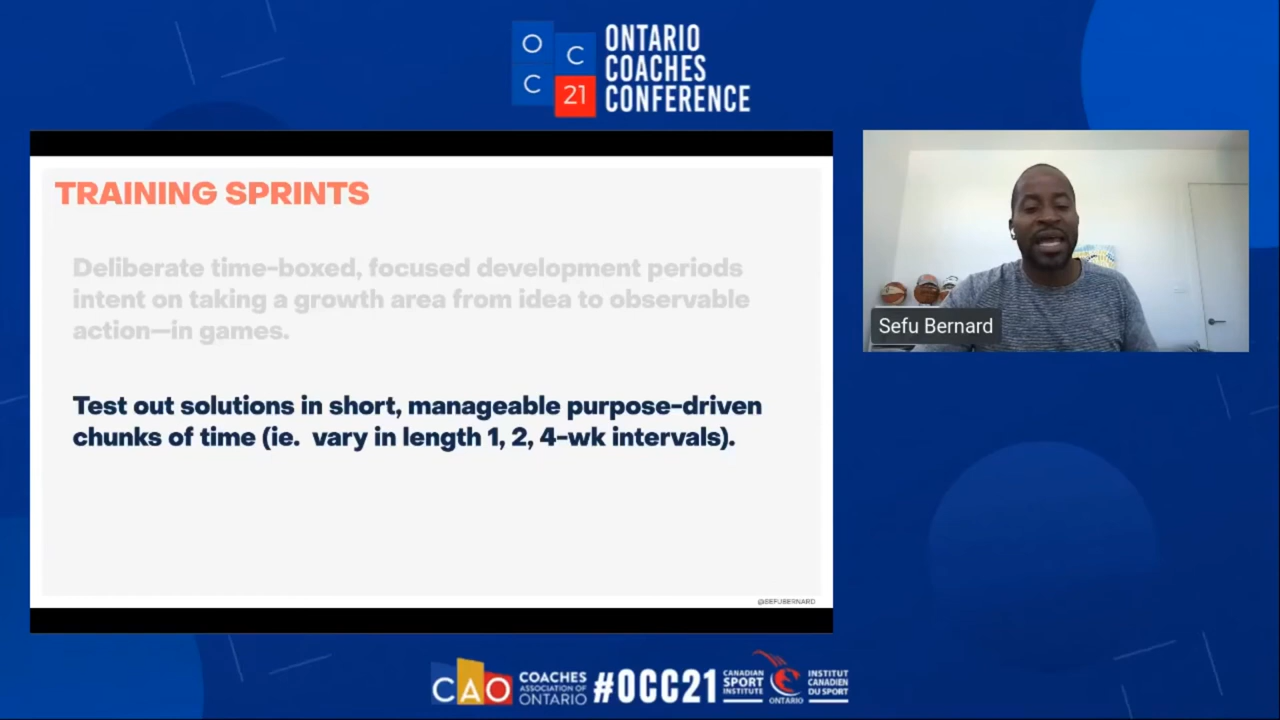 O
C
C
21
ONTARIO
COACHES
CONFERENCE
TRAINING SPRINTS
Deliberate time-boxed, focused development periods
intent on taking a growth area from idea to observable
action—in games.
Test out solutions in short, manageable purpose-driven
chunks of time (ie. vary in length 1, 2, 4-wk intervals).
@SEFUBERNARD
Sefu Bernard
CAO
COACHES
ASSOCIATION OF
ONTARIO
#OCC21
CANADIAN
SPORT
INSTITUTE
ONTARIO
INSTITUT
CANADIEN
DU SPORT